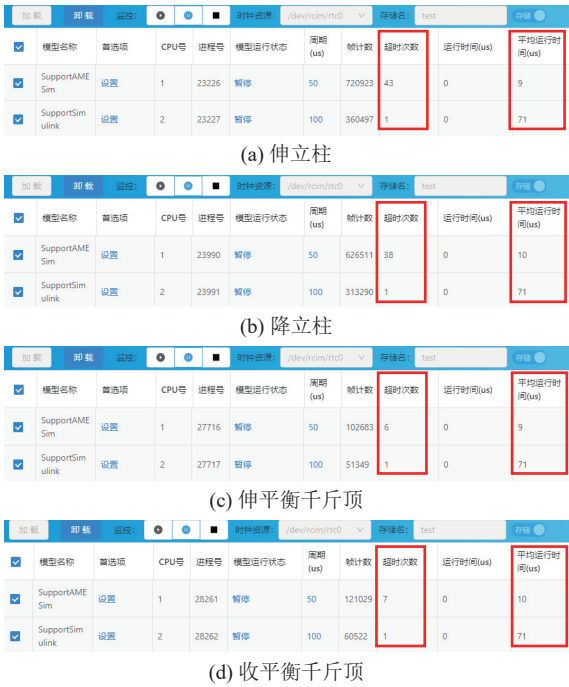 加 载 卸 载 监控: 时钟资源: /dev/rcim/rtc0 存储名: test 存储
模型名称 首选项 CPU号 进程号 模型运行状态 周期(us) 帧计数 超时次数 运行时间(us) 平均运行时间(us)
SupportAMESim 设置 1 23226 暂停 50 720923 43 0 9
SupportSimulink 设置 2 23227 暂停 100 360497 1 0 71
(a) 伸立柱
加 载 卸 载 监控: 时钟资源: /dev/rcim/rtc0 存储名: test 存储
模型名称 首选项 CPU号 进程号 模型运行状态 周期(us) 帧计数 超时次数 运行时间(us) 平均运行时间(us)
SupportAMESim 设置 1 23990 暂停 50 626511 38 0 10
SupportSimulink 设置 2 23991 暂停 100 313290 1 0 71
(b) 降立柱
加 载 卸 载 监控: 时钟资源: /dev/rcim/rtc0 存储名: test 存储
模型名称 首选项 CPU号 进程号 模型运行状态 周期(us) 帧计数 超时次数 运行时间(us) 平均运行时间(us)
SupportAMESim 设置 1 27716 暂停 50 102683 6 0 9
SupportSimulink 设置 2 27717 暂停 100 51349 1 0 71
(c) 伸平衡千斤顶
加 载 卸 载 监控: 时钟资源: /dev/rcim/rtc0 存储名: test 存储
模型名称 首选项 CPU号 进程号 模型运行状态 周期(us) 帧计数 超时次数 运行时间(us) 平均运行时间(us)
SupportAMESim 设置 1 28261 暂停 50 121029 7 0 10
SupportSimulink 设置 2 28262 暂停 100 60522 1 0 71
(d) 收平衡千斤顶